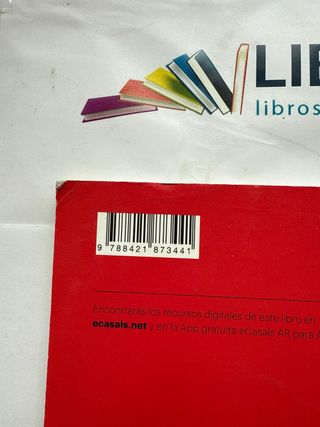 libros
9 788421 873441
Encontrarás los recursos digitales de este libro en
ecasals.net y en la App gratuita eCasals AR para